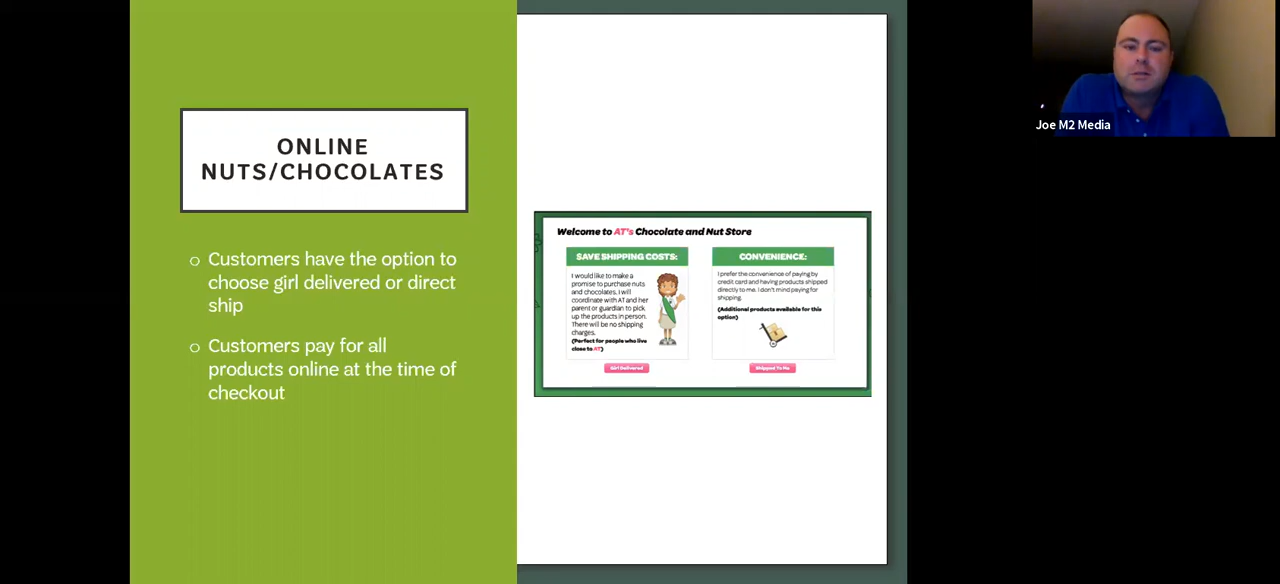 ONLINE
NUTS/CHOCOLATES
Customers have the option to
choose girl delivered or direct
ship
Customers pay for all
products online at the time of
checkout
Welcome to AT's Chocolate and Nut Store
SAVE SHIPPING COSTS:
I would like to make a
promise to purchase nuts
and chocolates. I will
coordinate with AT and her
parent or guardian to pick
up the products in person.
There will be no shipping
charges.
(Perfect for people who live
close to AT)
Girl Delivered
CONVENIENCE:
I prefer the convenience of paying by
credit card and having products shipped
directly to me. I don't mind paying for
shipping.
(Additional products available for this
option)
Shipped To Me
Joe M2 Media